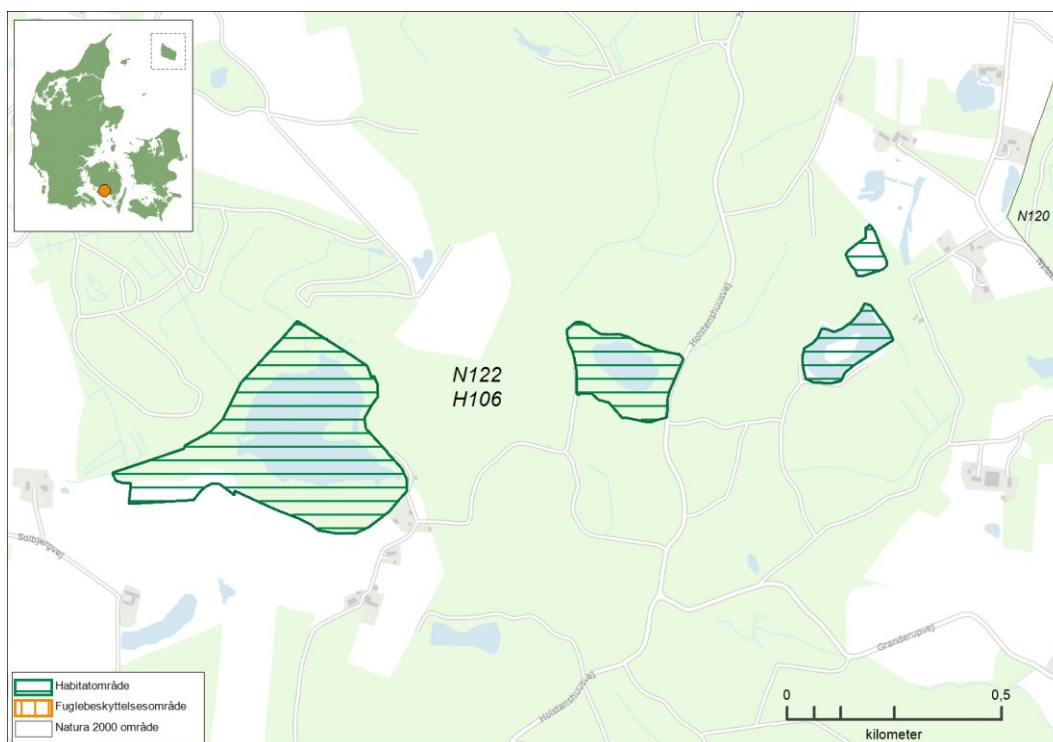 N120
Holstenshuusvej
N122
H106
Solbjergvej
Granderupvej
Holstenshuusvej
Habitatområde
Fuglebeskyttelsesområde
Natura 2000 område
0 0,5
kilometer